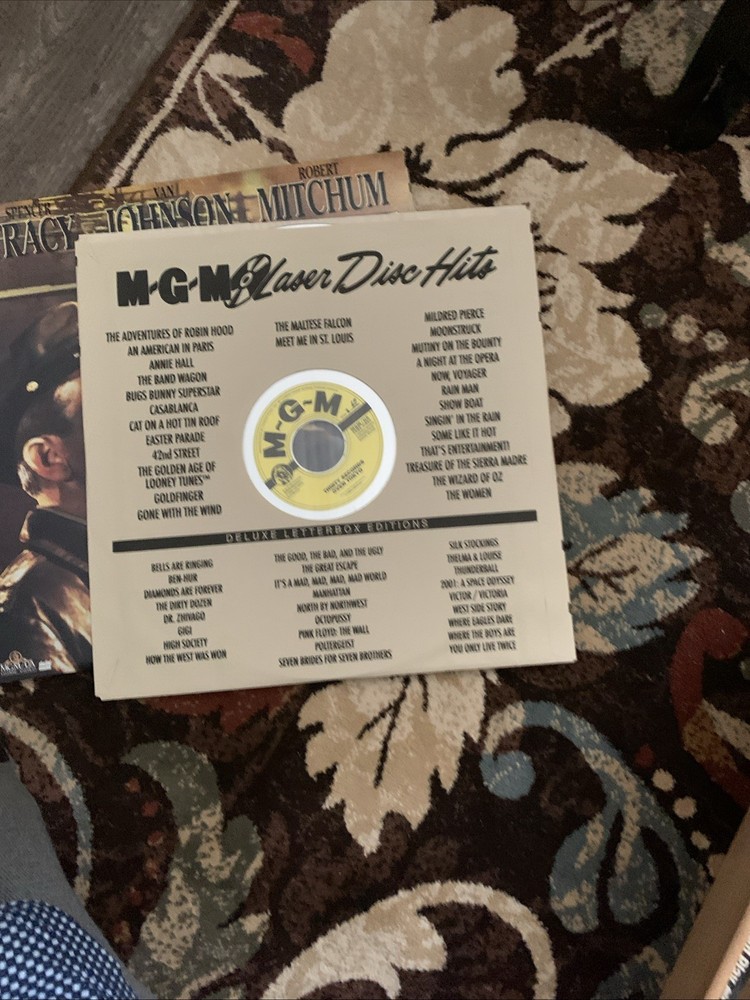 SPENCER
VAN
ROBERT
RACY JOHNSON MITCHUM
M-G-M Laser Disc Hits
THE ADVENTURES OF ROBIN HOOD
AN AMERICAN IN PARIS
ANNIE HALL
THE BAND WAGON
BUGS BUNNY SUPERSTAR
CASABLANCA
CAT ON A HOT TIN ROOF
EASTER PARADE
42nd STREET
THE GOLDEN AGE OF
LOONEY TUNES™
GOLDFINGER
GONE WITH THE WIND
THE MALTESE FALCON
MEET ME IN ST. LOUIS
MILDRED PIERCE
MOONSTRUCK
MUTINY ON THE BOUNTY
A NIGHT AT THE OPERA
NOW, VOYAGER
RAIN MAN
SHOW BOAT
SINGIN' IN THE RAIN
SOME LIKE IT HOT
THAT'S ENTERTAINMENT!
TREASURE OF THE SIERRA MADRE
THE WIZARD OF OZ
THE WOMEN
M-G-M
THIRTY SECONDS
OVER TOKYO
DELUXE LETTERBOX EDITIONS
BELLS ARE RINGING
BEN-HUR
DIAMONDS ARE FOREVER
THE DIRTY DOZEN
DR. ZHIVAGO
GIGI
HIGH SOCIETY
HOW THE WEST WAS WON
THE GOOD, THE BAD, AND THE UGLY
THE GREAT ESCAPE
IT'S A MAD, MAD, MAD, MAD WORLD
MANHATTAN
NORTH BY NORTHWEST
OCTOPUSSY
PINK FLOYD: THE WALL
POLTERGEIST
SEVEN BRIDES FOR SEVEN BROTHERS
SILK STOCKINGS
THELMA & LOUISE
THUNDERBALL
2001: A SPACE ODYSSEY
VICTOR / VICTORIA
WEST SIDE STORY
WHERE EAGLES DARE
WHERE THE BOYS ARE
YOU ONLY LIVE TWICE
MGM/UA